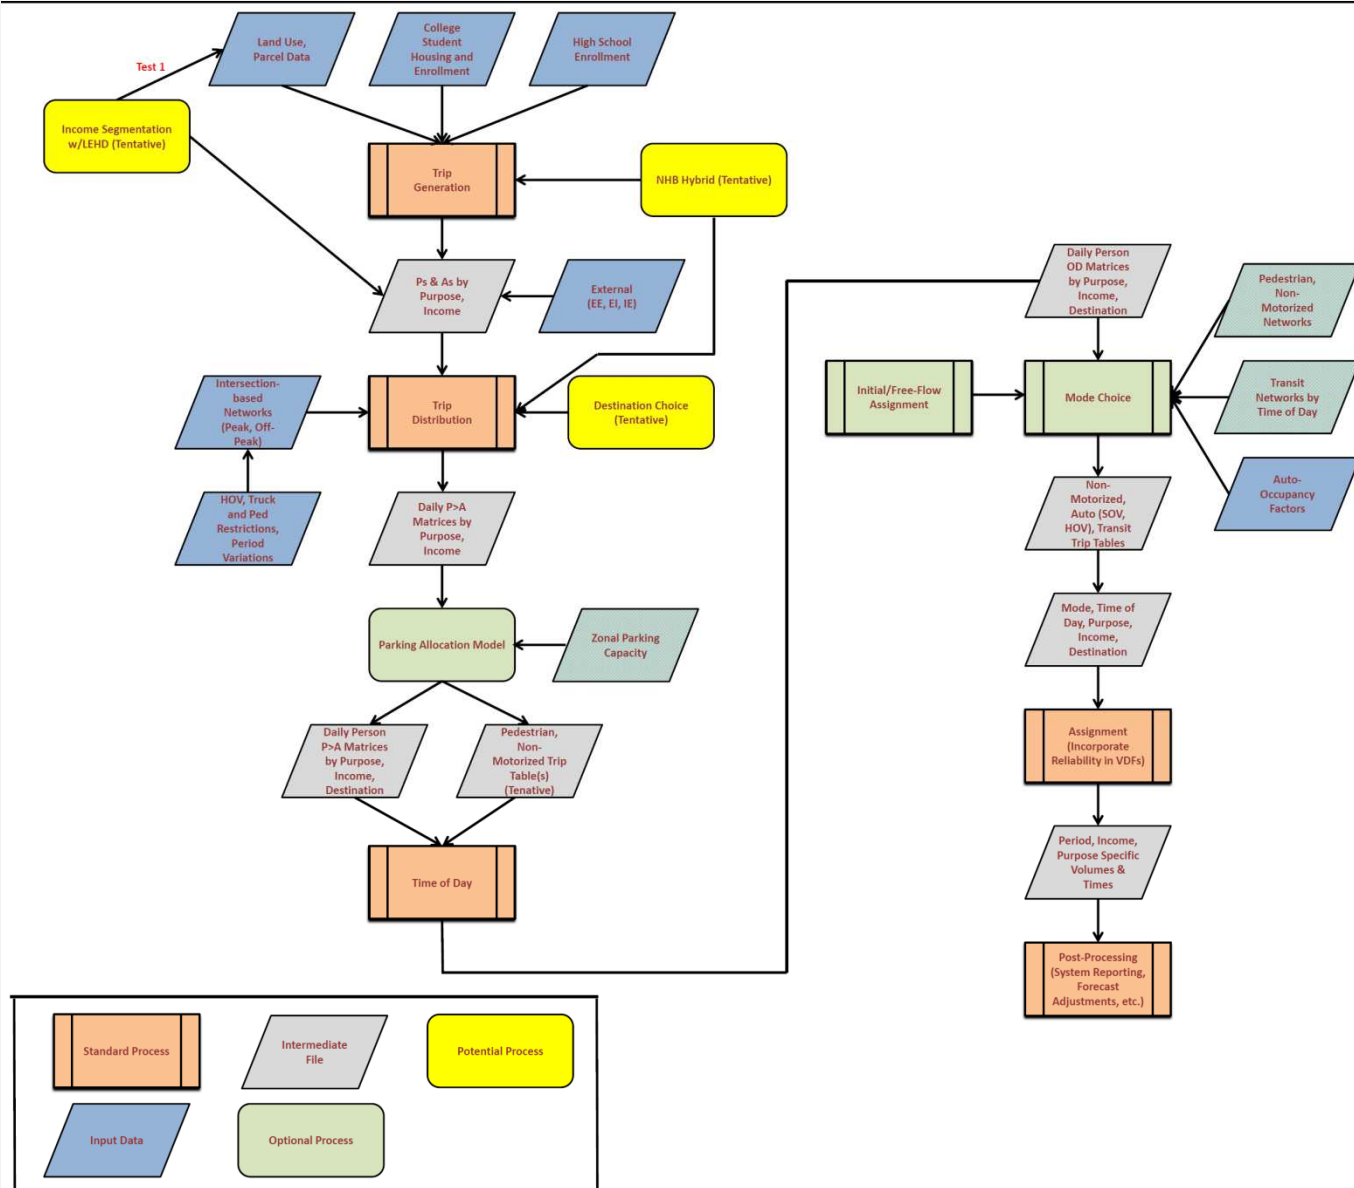 Land Use,
Parcel Data
College
Student
Housing and
Enrollment
High School
Enrollment
Test 1
Income Segmentation
w/LEHD (Tentative)
Trip
Generation
NHB Hybrid (Tentative)
Ps & As by
Purpose,
Income
External
(EE, EI, IE)
Intersection-
based
Networks
(Peak, Off-
Peak)
Trip
Distribution
Destination Choice
(Tentative)
HOV, Truck
and Ped
Restrictions,
Period
Variations
Daily P>A
Matrices by
Purpose,
Income
Parking Allocation Model
Zonal Parking
Capacity
Daily Person
P>A Matrices
by Purpose,
Income,
Destination
Pedestrian,
Non-
Motorized Trip
Table(s)
(Tenative)
Time of Day
Daily Person
OD Matrices
by Purpose,
Income,
Destination
Pedestrian,
Non-
Motorized
Networks
Initial/Free-Flow
Assignment
Mode Choice
Transit
Networks by
Time of Day
Auto-
Occupancy
Factors
Non-
Motorized,
Auto (SOV,
HOV), Transit
Trip Tables
Mode, Time of
Day, Purpose,
Income,
Destination
Assignment
(Incorporate
Reliability in VDFs)
Period, Income,
Purpose Specific
Volumes &
Times
Post-Processing
(System Reporting,
Forecast
Adjustments, etc.)
Standard Process
Intermediate
File
Potential Process
Input Data
Optional Process